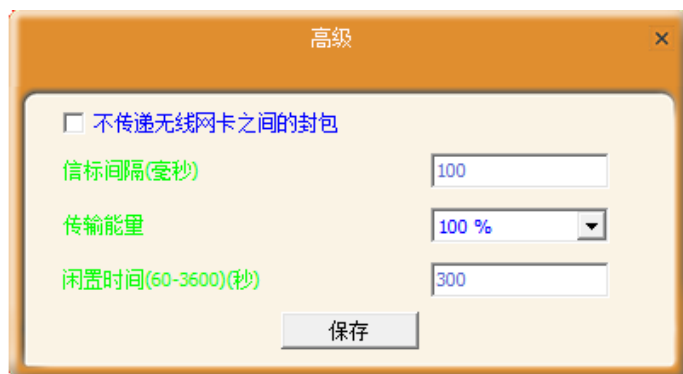 高级
不传递无线网卡之间的封包
信标间隔(毫秒)
100
传输能量
100 %
闲置时间(60-3600)(秒)
300
保存